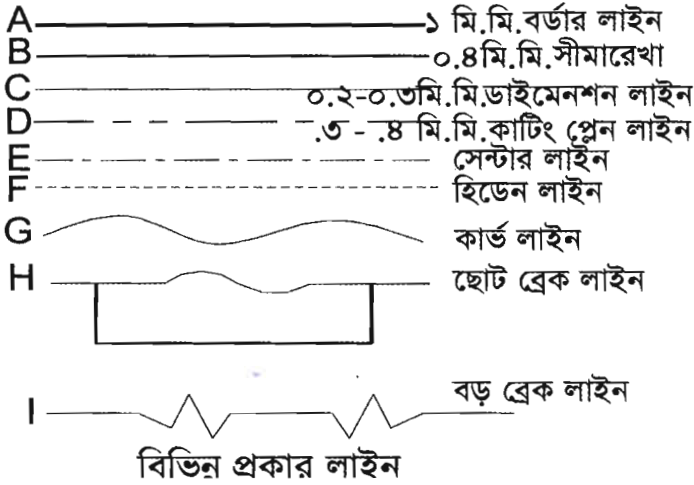 A ১ মি.মি.বর্ডার লাইন
B ০.৪মি.মি.সীমারেখা
C ০.২-০.৩মি.মি.ডাইমেনশন লাইন
D .৩ - .৪ মি.মি.কাটিং প্লেন লাইন
E সেন্টার লাইন
F হিডেন লাইন
G কার্ভ লাইন
H ছোট ব্রেক লাইন
I বড় ব্রেক লাইন
বিভিন্ন প্রকার লাইন